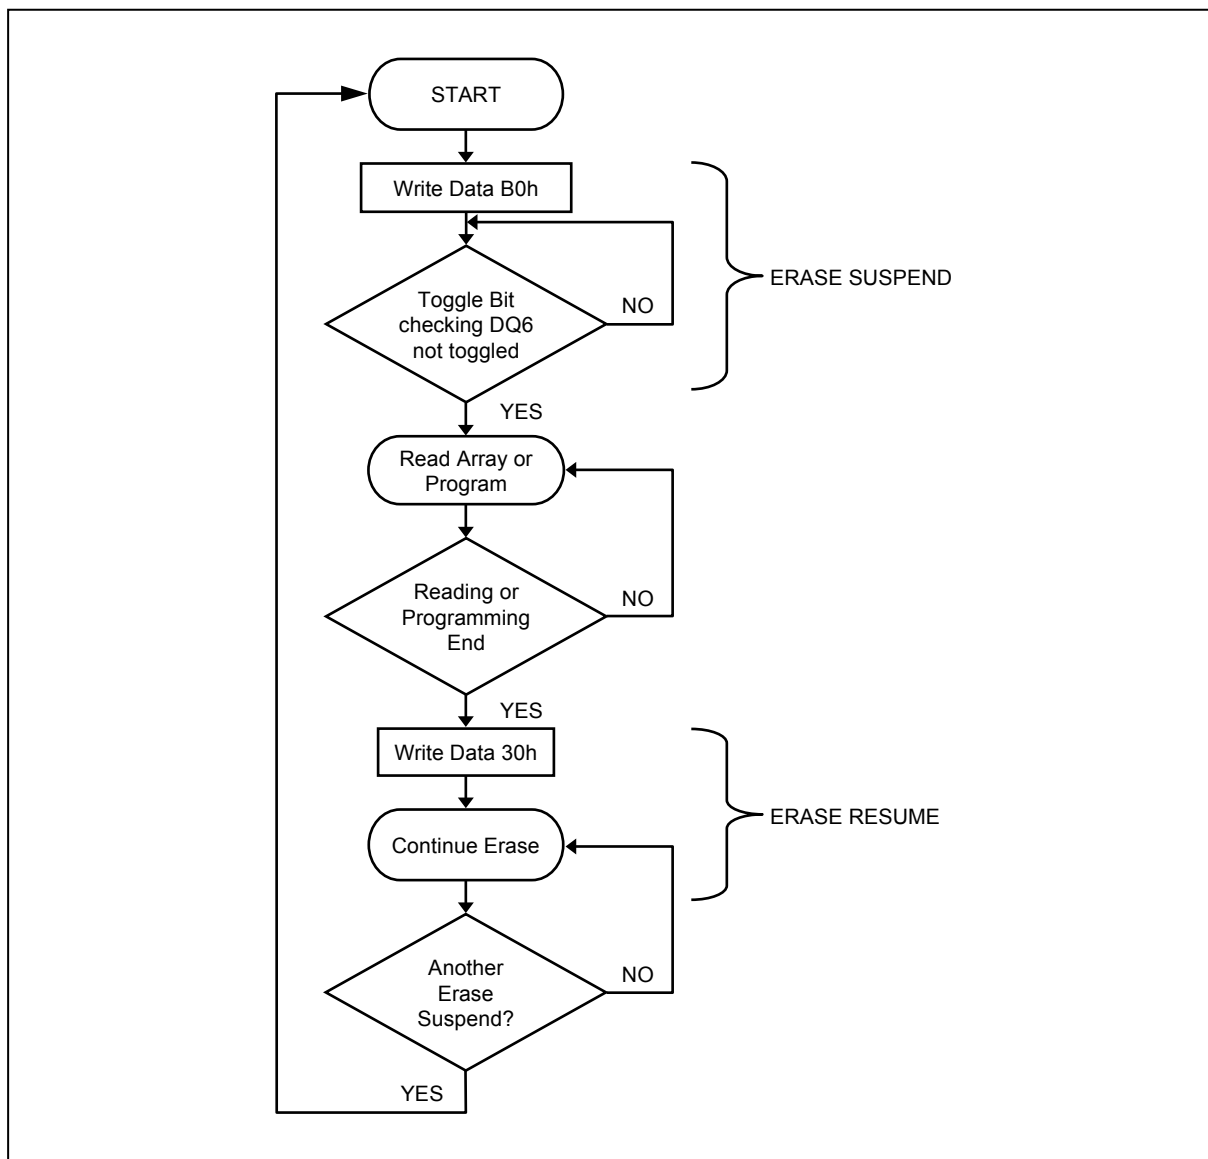 START
Write Data B0h
ERASE SUSPEND
Toggle Bit
checking DQ6
not toggled
NO
YES
Read Array or
Program
Reading or
Programming
End
NO
YES
Write Data 30h
ERASE RESUME
Continue Erase
Another
Erase
Suspend?
NO
YES